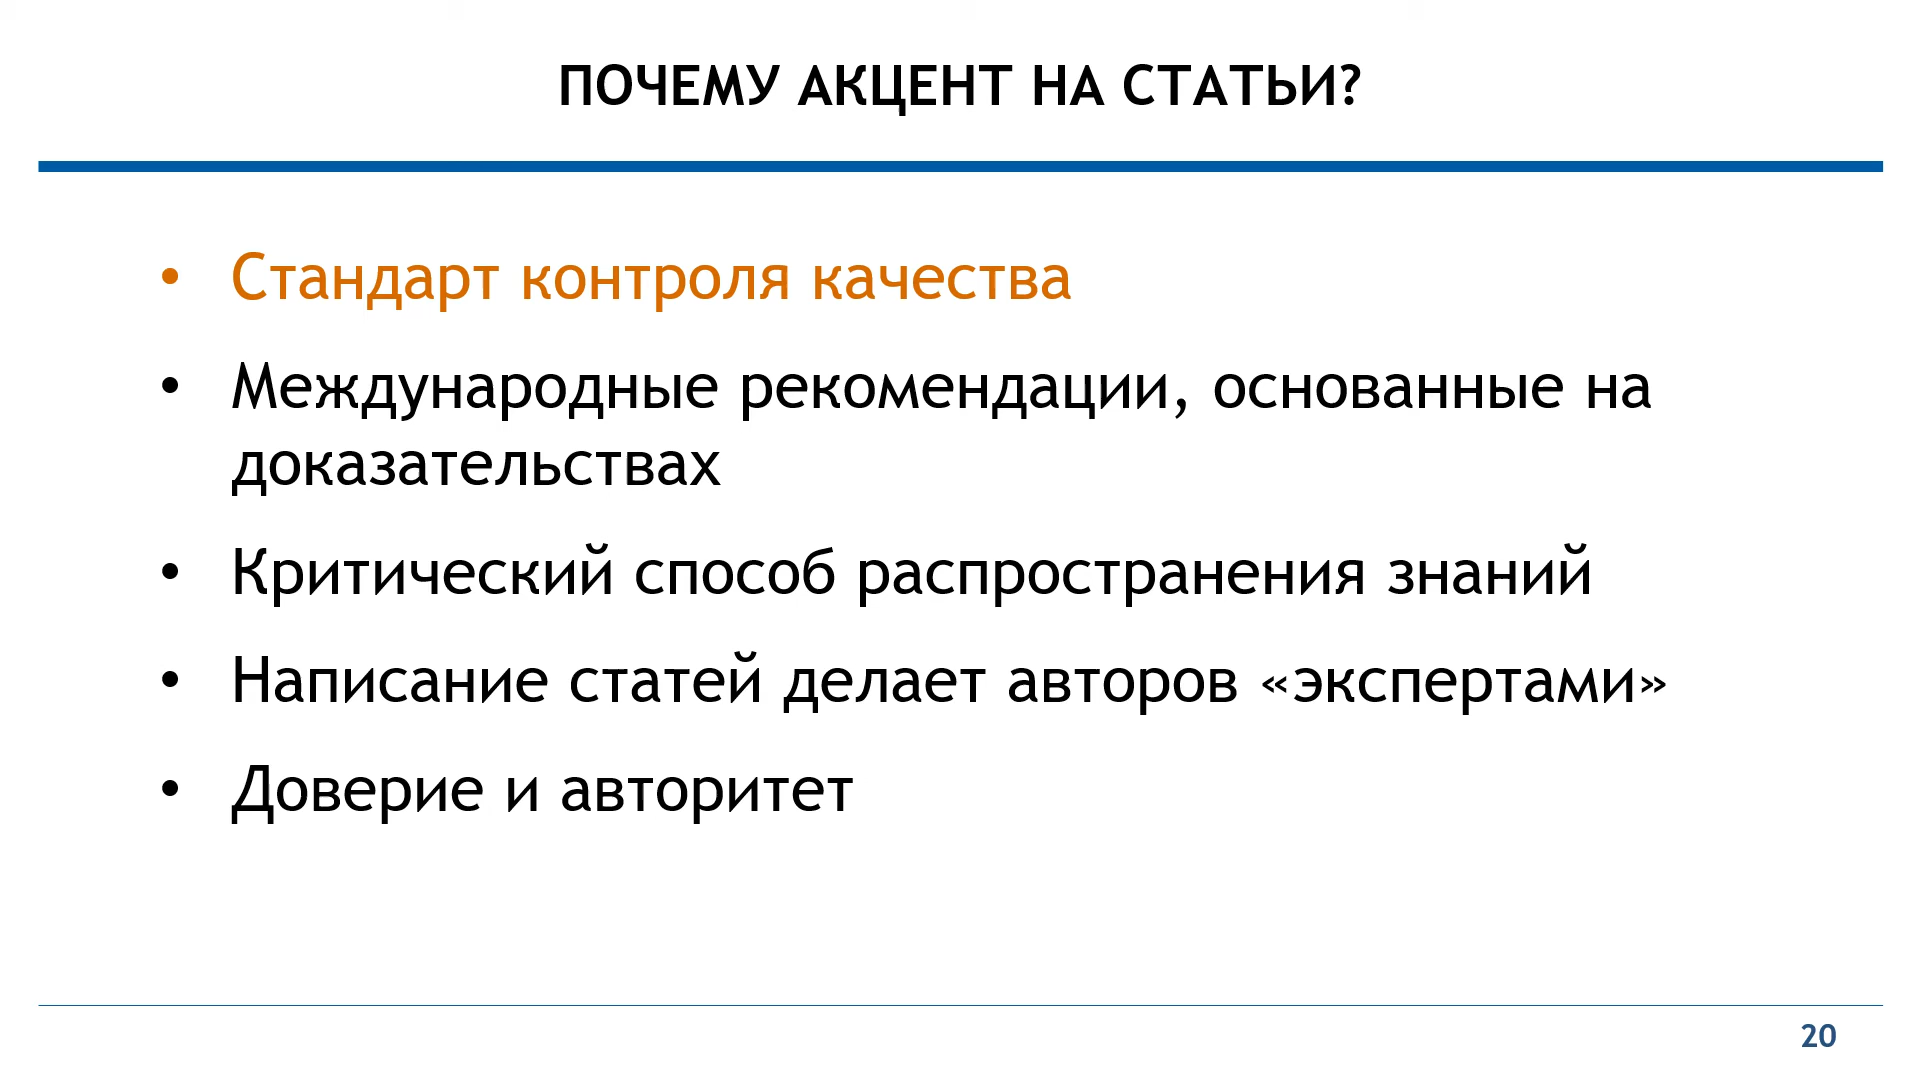 ПОЧЕМУ АКЦЕНТ НА СТАТЬИ?
• Стандарт контроля качества
• Международные рекомендации, основанные на
доказательствах
• Критический способ распространения знаний
• Написание статей делает авторов «экспертами»
• Доверие и авторитет
20